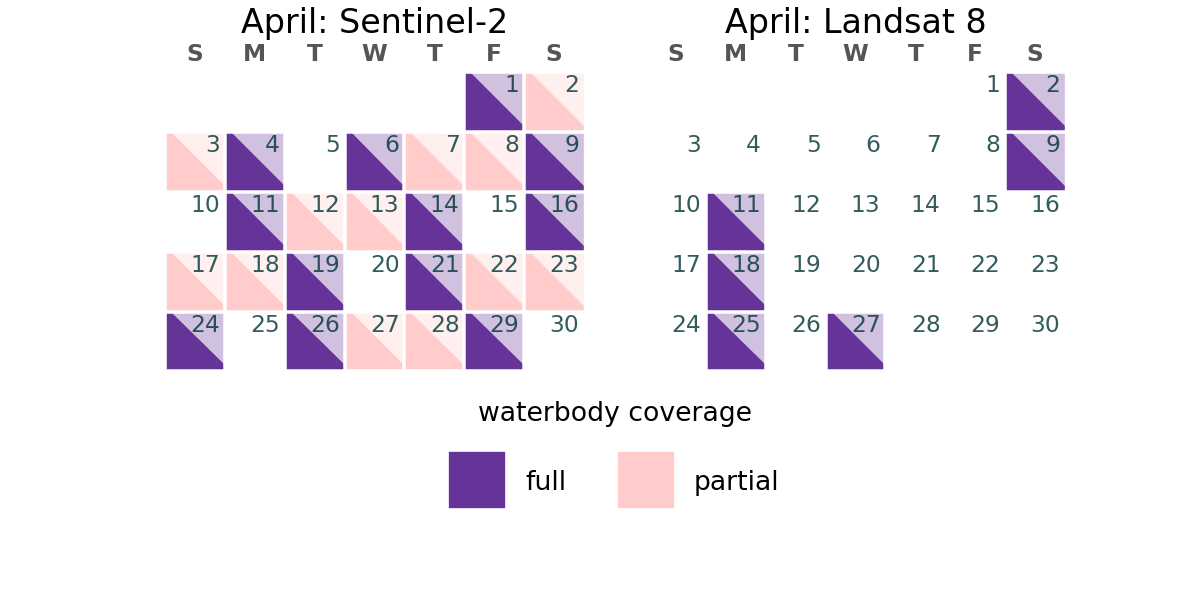 April: Sentinel-2
S M T W T F S
1 2
3 4 5 6 7 8 9
10 11 12 13 14 15 16
17 18 19 20 21 22 23
24 25 26 27 28 29 30
April: Landsat 8
S M T W T F S
1 2
3 4 5 6 7 8 9
10 11 12 13 14 15 16
17 18 19 20 21 22 23
24 25 26 27 28 29 30
waterbody coverage
full
partial